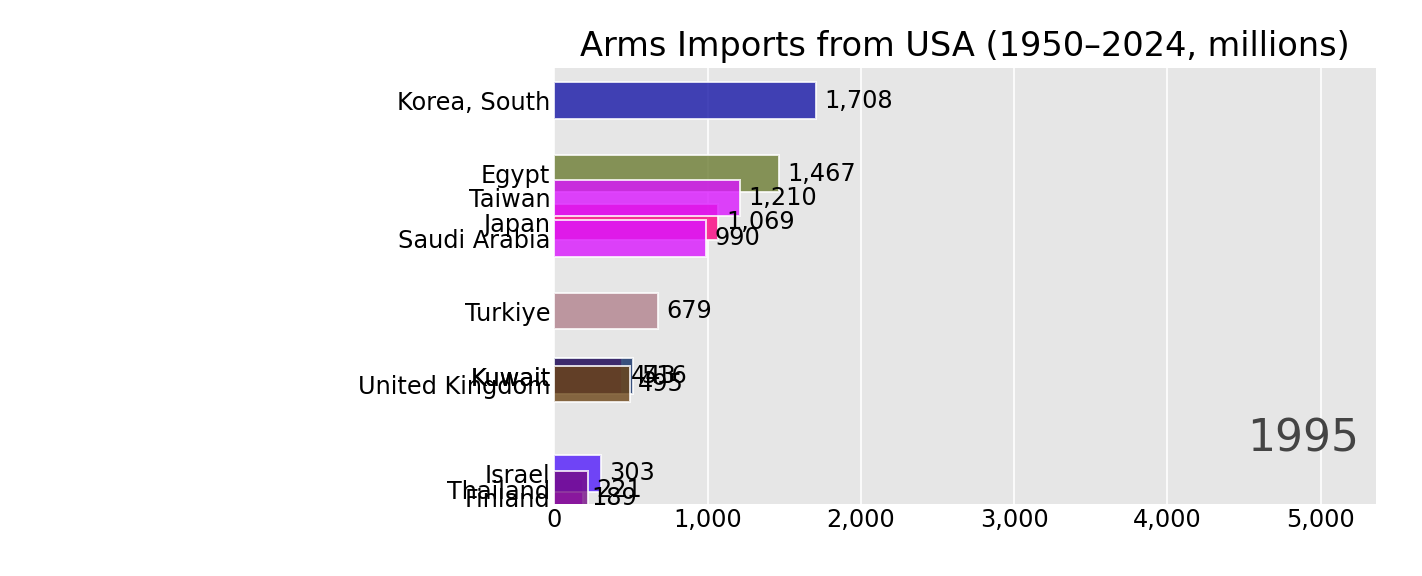 Arms Imports from USA (1950–2024, millions)
Korea, South 1,708
Egypt 1,467
Taiwan 1,210
Japan 1,069
Saudi Arabia 990
Turkiye 679
Kuwait
United Kingdom 495
1995
Israel 303
Thailand 221
Finland 189
0 1,000 2,000 3,000 4,000 5,000